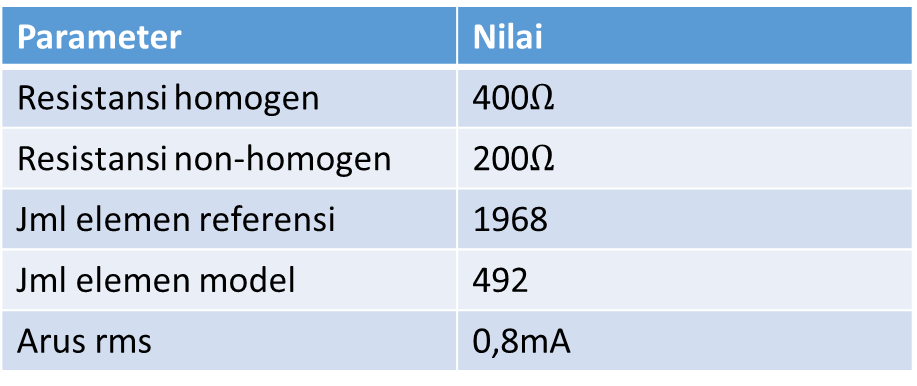 Parameter Nilai
Resistansi homogen 400Ω
Resistansi non-homogen 200Ω
Jml elemen referensi 1968
Jml elemen model 492
Arus rms 0,8mA